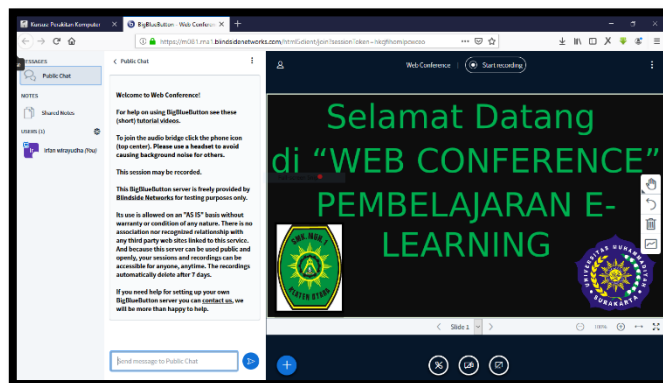 Kursus Perakitan Komputer
BigBlueButton - Web Conferen
https://m081.ma1.blindsidenetworks.com/html5client/join?sessionToken=
MESSAGES
Public Chat
NOTES
Shared Notes
USERS (1)
Irfan wirayudha (You)
Public Chat
Welcome to Web Conference!
For help on using BigBlueButton see these
(short) tutorial videos.
To join the audio bridge click the phone icon
(top center). Please use a headset to avoid
causing background noise for others.
This session may be recorded.
This BigBlueButton server is freely provided by
Blindside Networks for testing purposes only.
Its use is allowed on an "AS IS" basis without
warranty or condition of any nature. There is no
association nor recognized relationship with
any third party web sites linked to this service.
And because this server can be used public and
openly, your sessions and recordings can be
accessible for anyone, anytime. The recordings
automatically delete after 7 days.
If you need help for setting up your own
BigBlueButton server you can contact us, we
will be more than happy to help.
Send message to Public Chat
Web Conference
Start recording
Selamat Datang
di “WEB CONFERENCE”
PEMBELAJARAN E-
LEARNING
KLATEN UTARA
SURAKARTA
Slide 1
100%